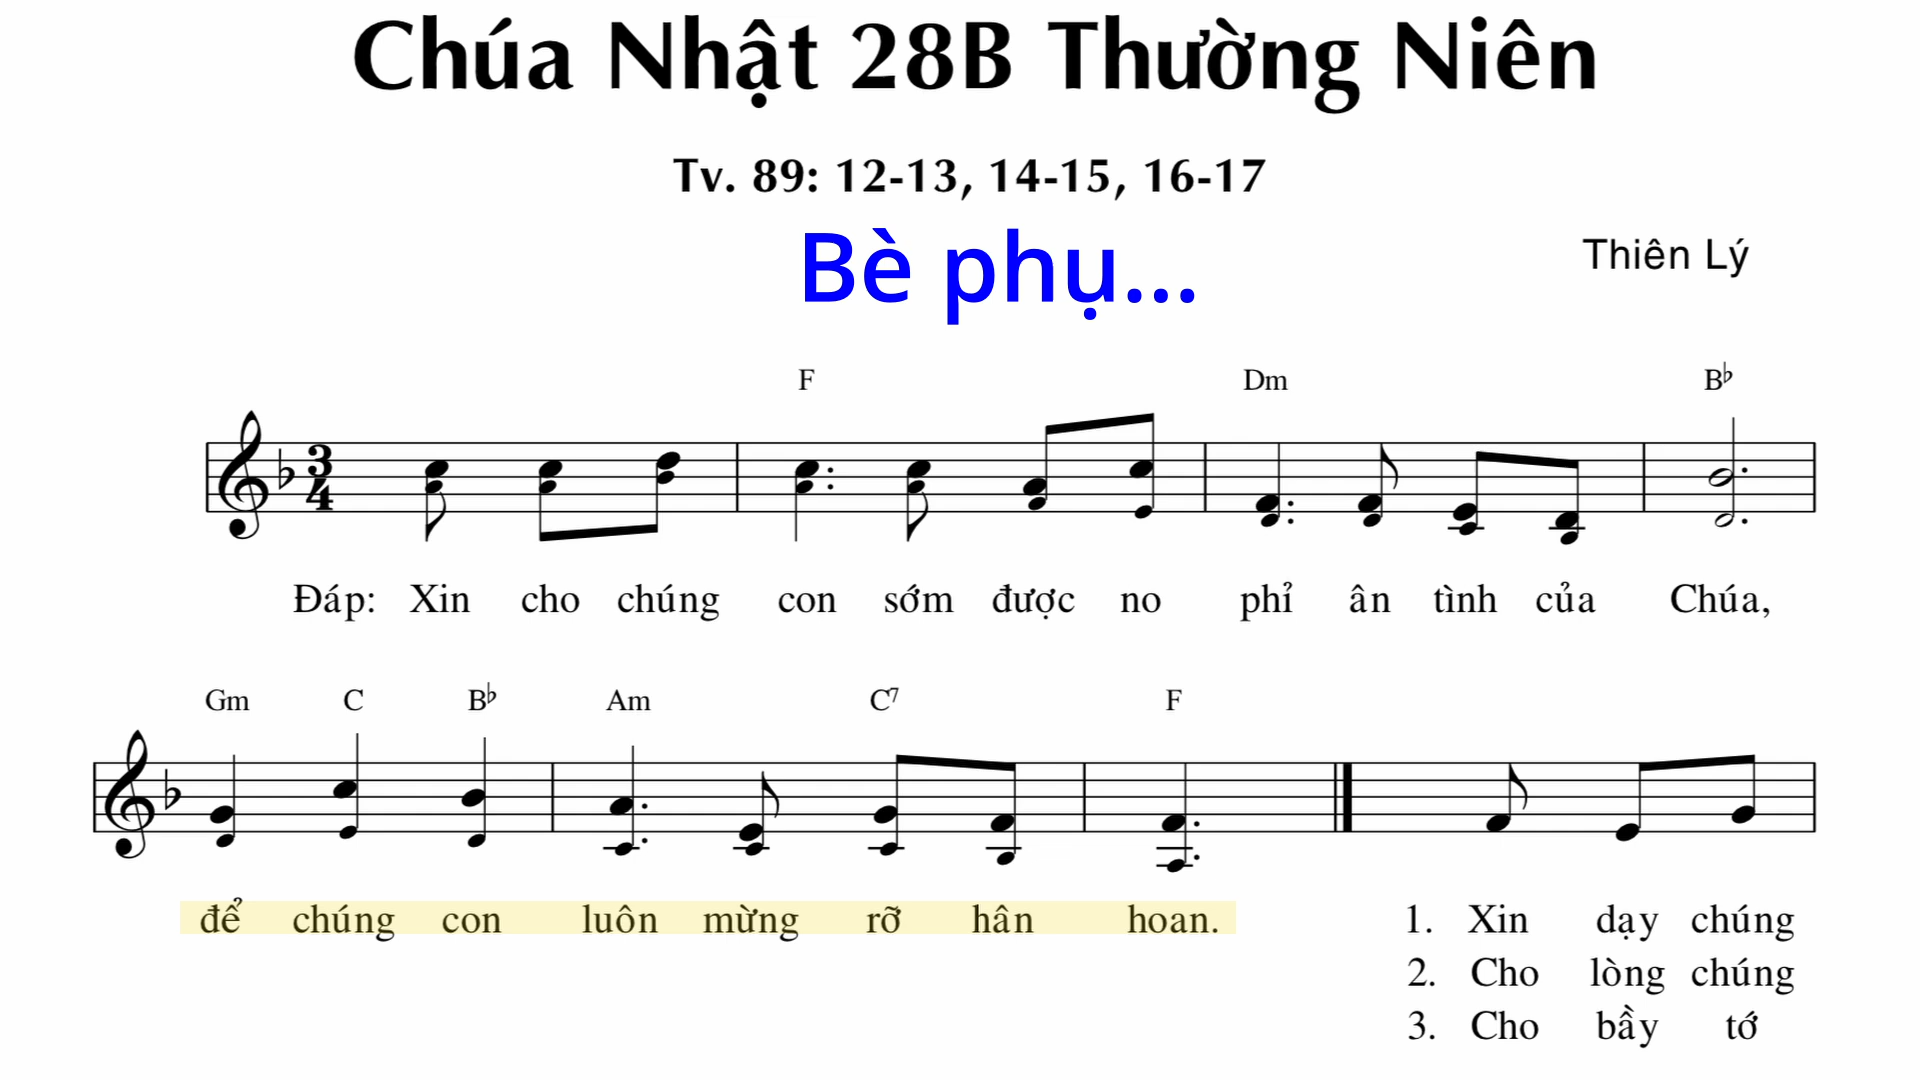 Chúa Nhật 28B Thường Niên
Tv. 89: 12-13, 14-15, 16-17
Bè phụ...
Thiên Lý
F Dm B♭
3
4
Đáp: Xin cho chúng con sớm được no phỉ ân tình của Chúa,
Gm C B♭ Am C7 F
để chúng con luôn mừng rỡ hân hoan. 1. Xin dạy chúng
2. Cho lòng chúng
3. Cho bầy tớ